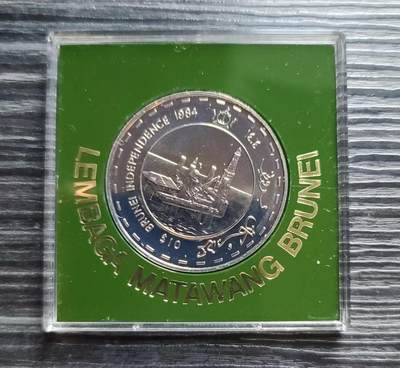 BRUNEI INDEPENDENCE 1984
$10
LEMBAGA MATAWANG BRUNEI